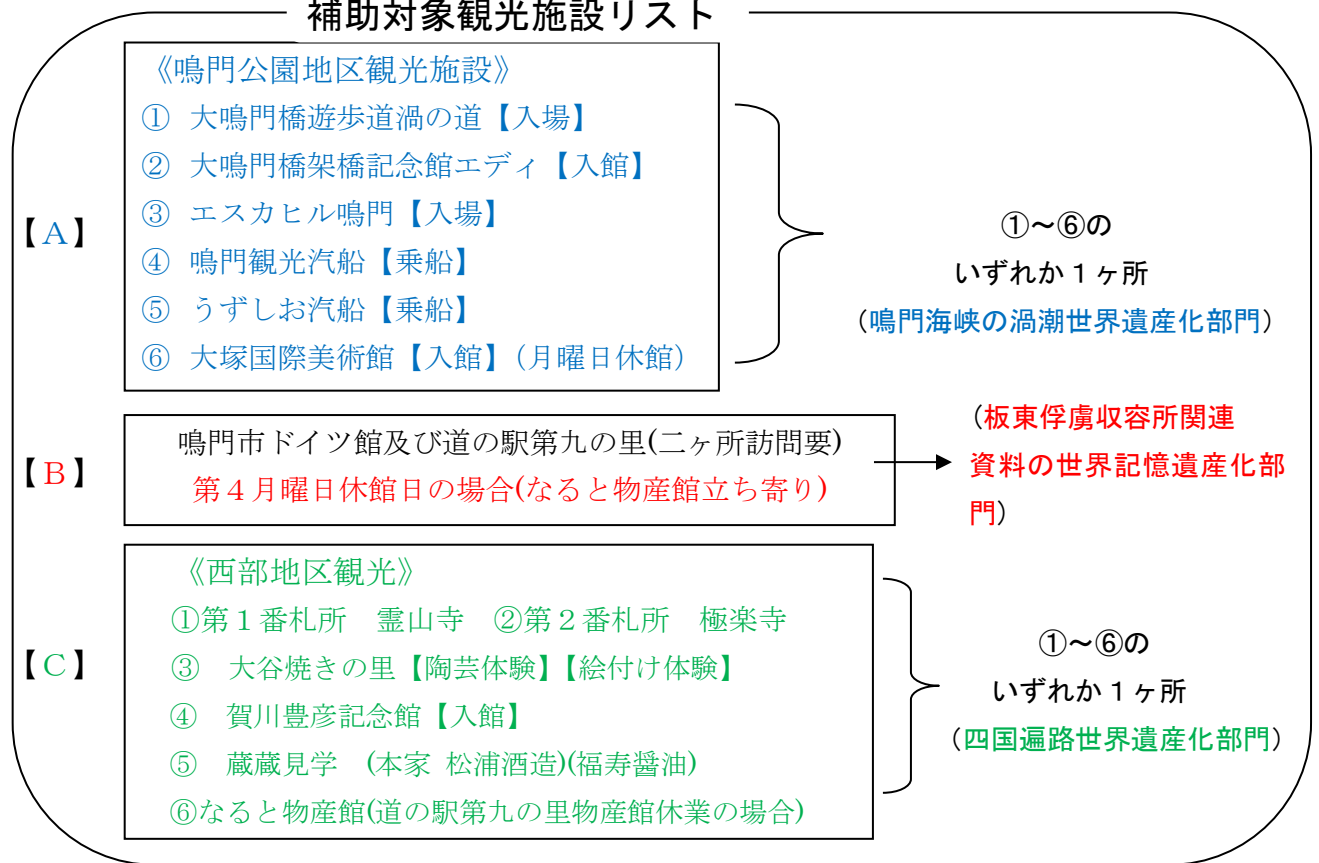 補助対象観光施設リスト
【A】
《鳴門公園地区観光施設》
① 大鳴門橋遊歩道渦の道【入場】
② 大鳴門橋架橋記念館エディ【入館】
③ エスカヒル鳴門【入場】
④ 鳴門観光汽船【乗船】
⑤ うずしお汽船【乗船】
⑥ 大塚国際美術館【入館】（月曜日休館）
①～⑥の
いずれか１ヶ所
（鳴門海峡の渦潮世界遺産化部門）
【B】
鳴門市ドイツ館及び道の駅第九の里(二ヶ所訪問要)
第４月曜日休館日の場合(なると物産館立ち寄り)
（板東俘虜収容所関連
資料の世界記憶遺産化部
門）
【C】
《西部地区観光》
①第１番札所　霊山寺　②第２番札所　極楽寺
③　大谷焼きの里【陶芸体験】【絵付け体験】
④　賀川豊彦記念館【入館】
⑤　蔵蔵見学　(本家 松浦酒造)(福寿醤油)
⑥なると物産館(道の駅第九の里物産館休業の場合)
①～⑥の
いずれか１ヶ所
（四国遍路世界遺産化部門）